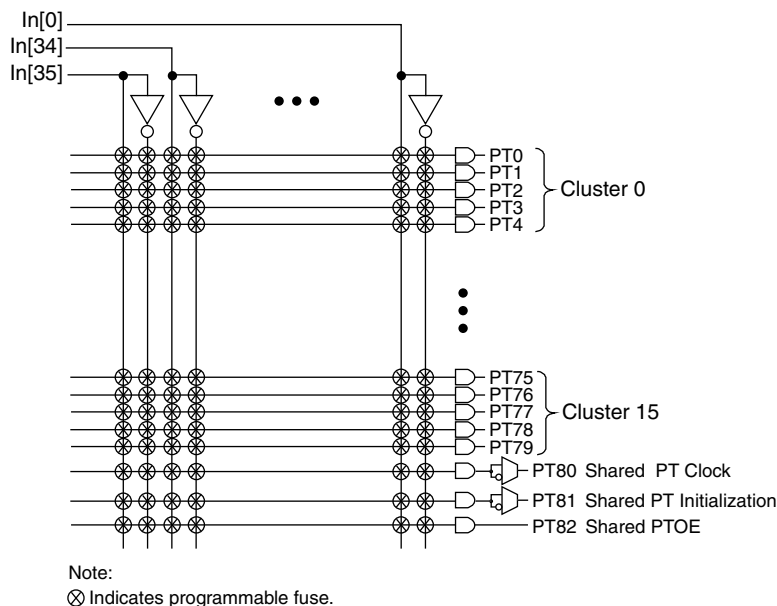 In[0]
In[34]
In[35]
PT0
PT1
PT2
PT3
PT4
Cluster 0
PT75
PT76
PT77
PT78
PT79
Cluster 15
PT80 Shared PT Clock
PT81 Shared PT Initialization
PT82 Shared PTOE
Note:
Indicates programmable fuse.